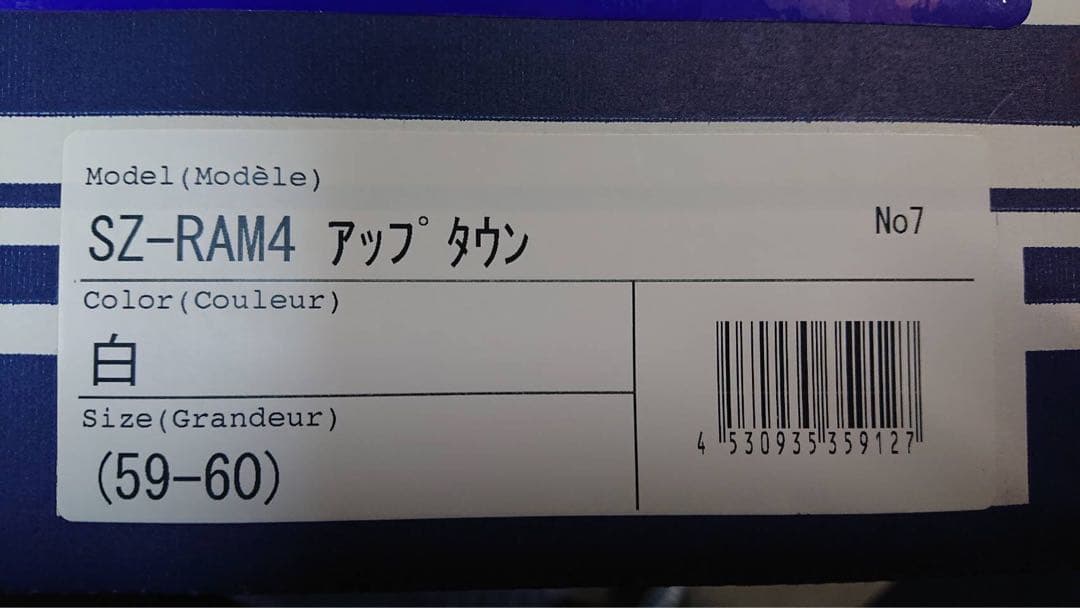 Model(Modèle)
SZ-RAM4 ｱｯﾌﾟﾀｳﾝ
No7
Color(Couleur)
白
Size(Grandeur)
(59-60)
4 530935 359127